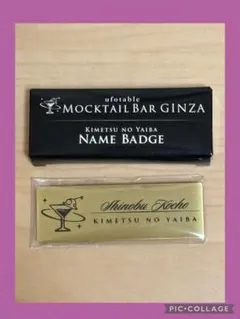 ufotable
MOCKTAIL BAR GINZA
KIMETSU NO YAIBA
NAME BADGE
Shinobu Kocho
KIMETSU NO YAIBA
PIC•COLLAGE